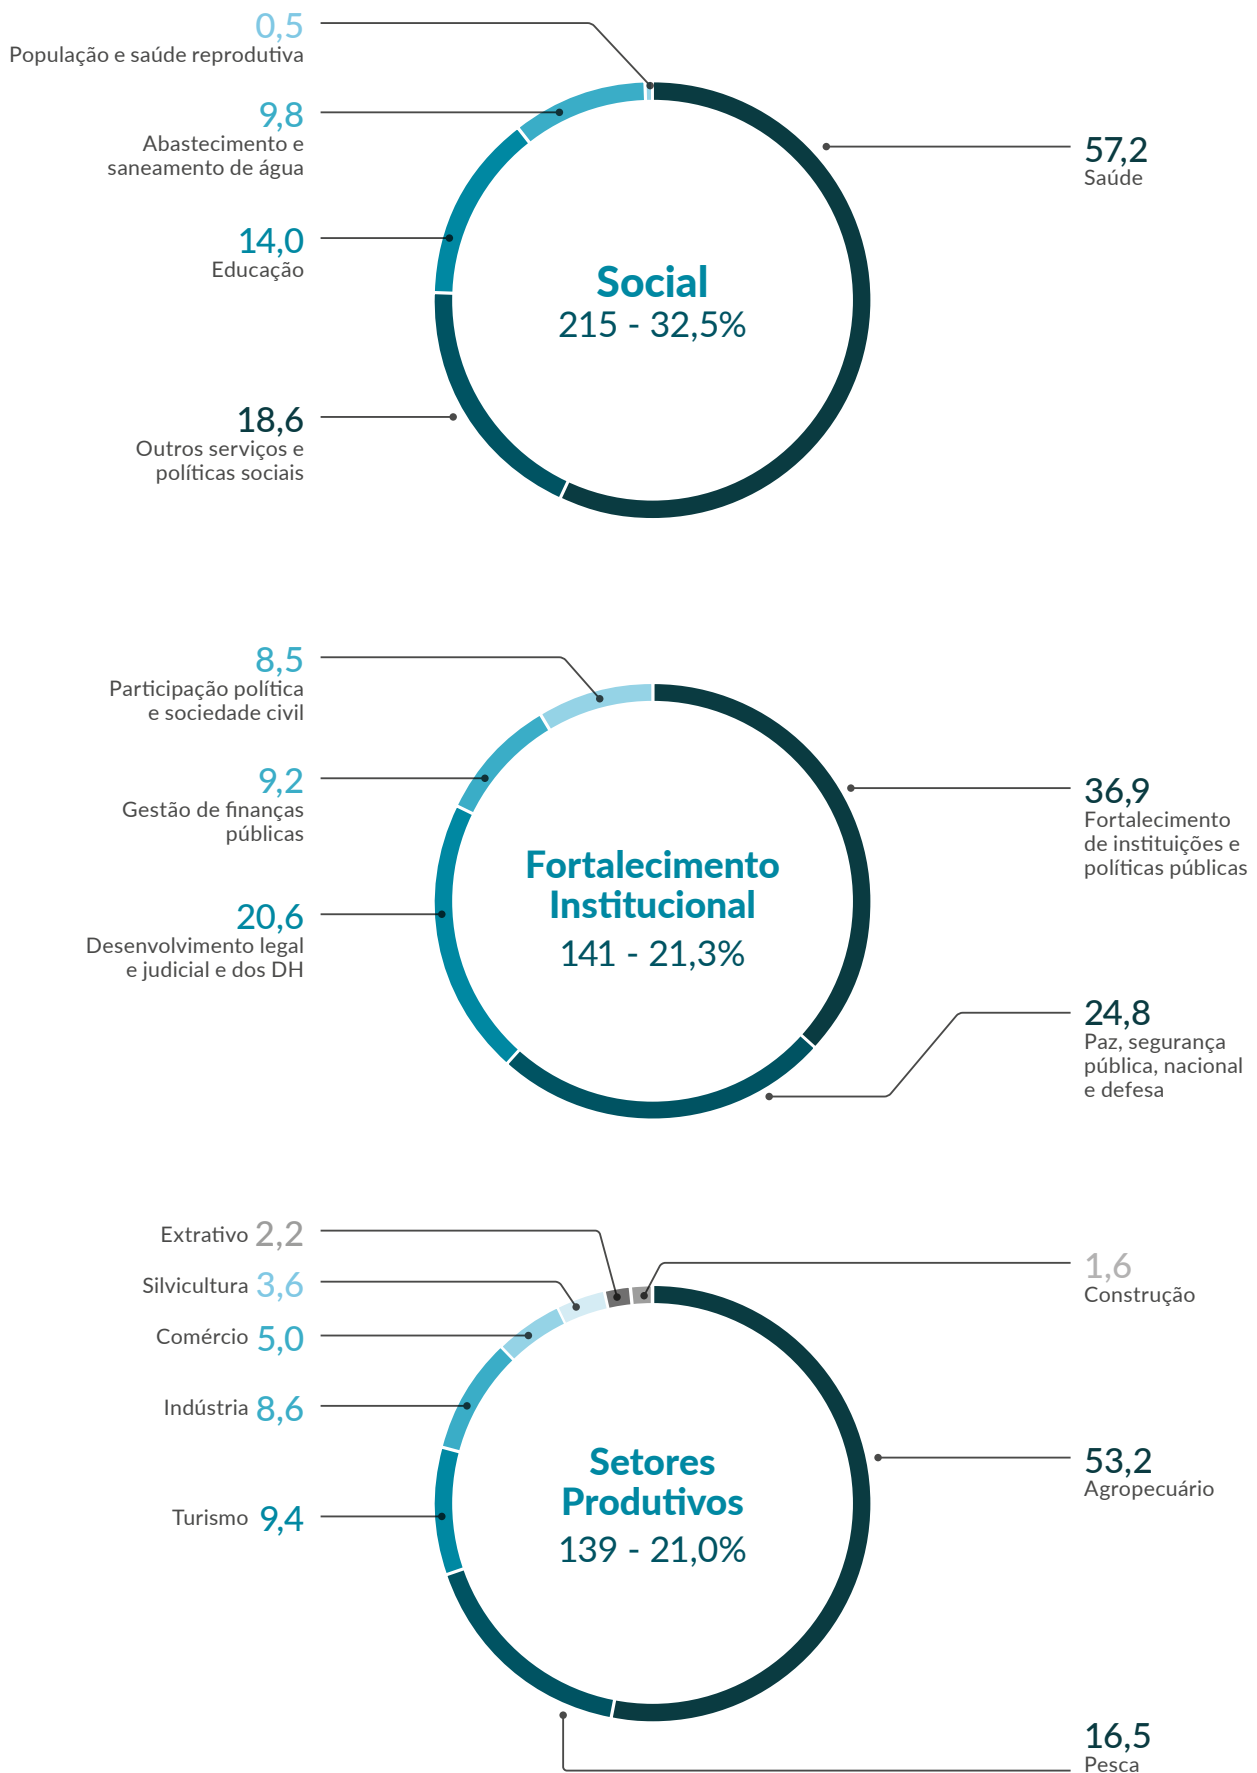 0,5
População e saúde reprodutiva
9,8
Abastecimento e
saneamento de água
14,0
Educação
18,6
Outros serviços e
políticas sociais
57,2
Saúde
Social
215 - 32,5%
8,5
Participação política
e sociedade civil
9,2
Gestão de finanças
públicas
20,6
Desenvolvimento legal
e judicial e dos DH
36,9
Fortalecimento
de instituições e
políticas públicas
24,8
Paz, segurança
pública, nacional
e defesa
Fortalecimento
Institucional
141 - 21,3%
Extrativo 2,2
Silvicultura 3,6
Comércio 5,0
Indústria 8,6
Turismo 9,4
1,6
Construção
53,2
Agropecuário
16,5
Pesca
Setores
Produtivos
139 - 21,0%